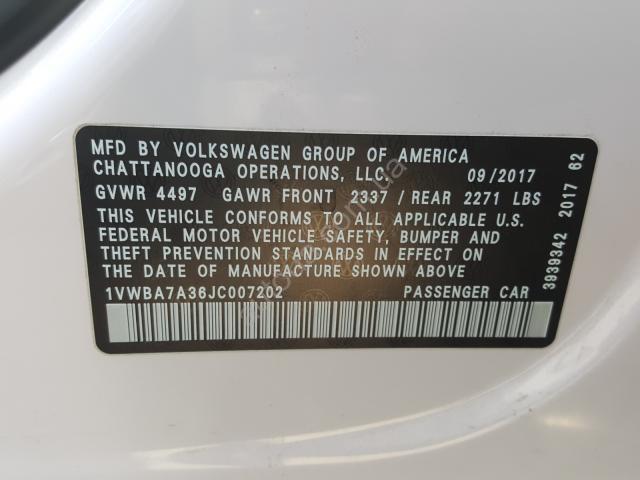 MFD BY VOLKSWAGEN GROUP OF AMERICA
CHATTANOOGA OPERATIONS, LLC. 09/2017
GVWR 4497 GAWR FRONT 2337 / REAR 2271 LBS
THIS VEHICLE CONFORMS TO ALL APPLICABLE U.S.
FEDERAL MOTOR VEHICLE SAFETY, BUMPER AND
THEFT PREVENTION STANDARDS IN EFFECT ON THE
DATE OF MANUFACTURE SHOWN.
1VWBA7A36JC007202 PASSENGER CAR
3939342 2017 62